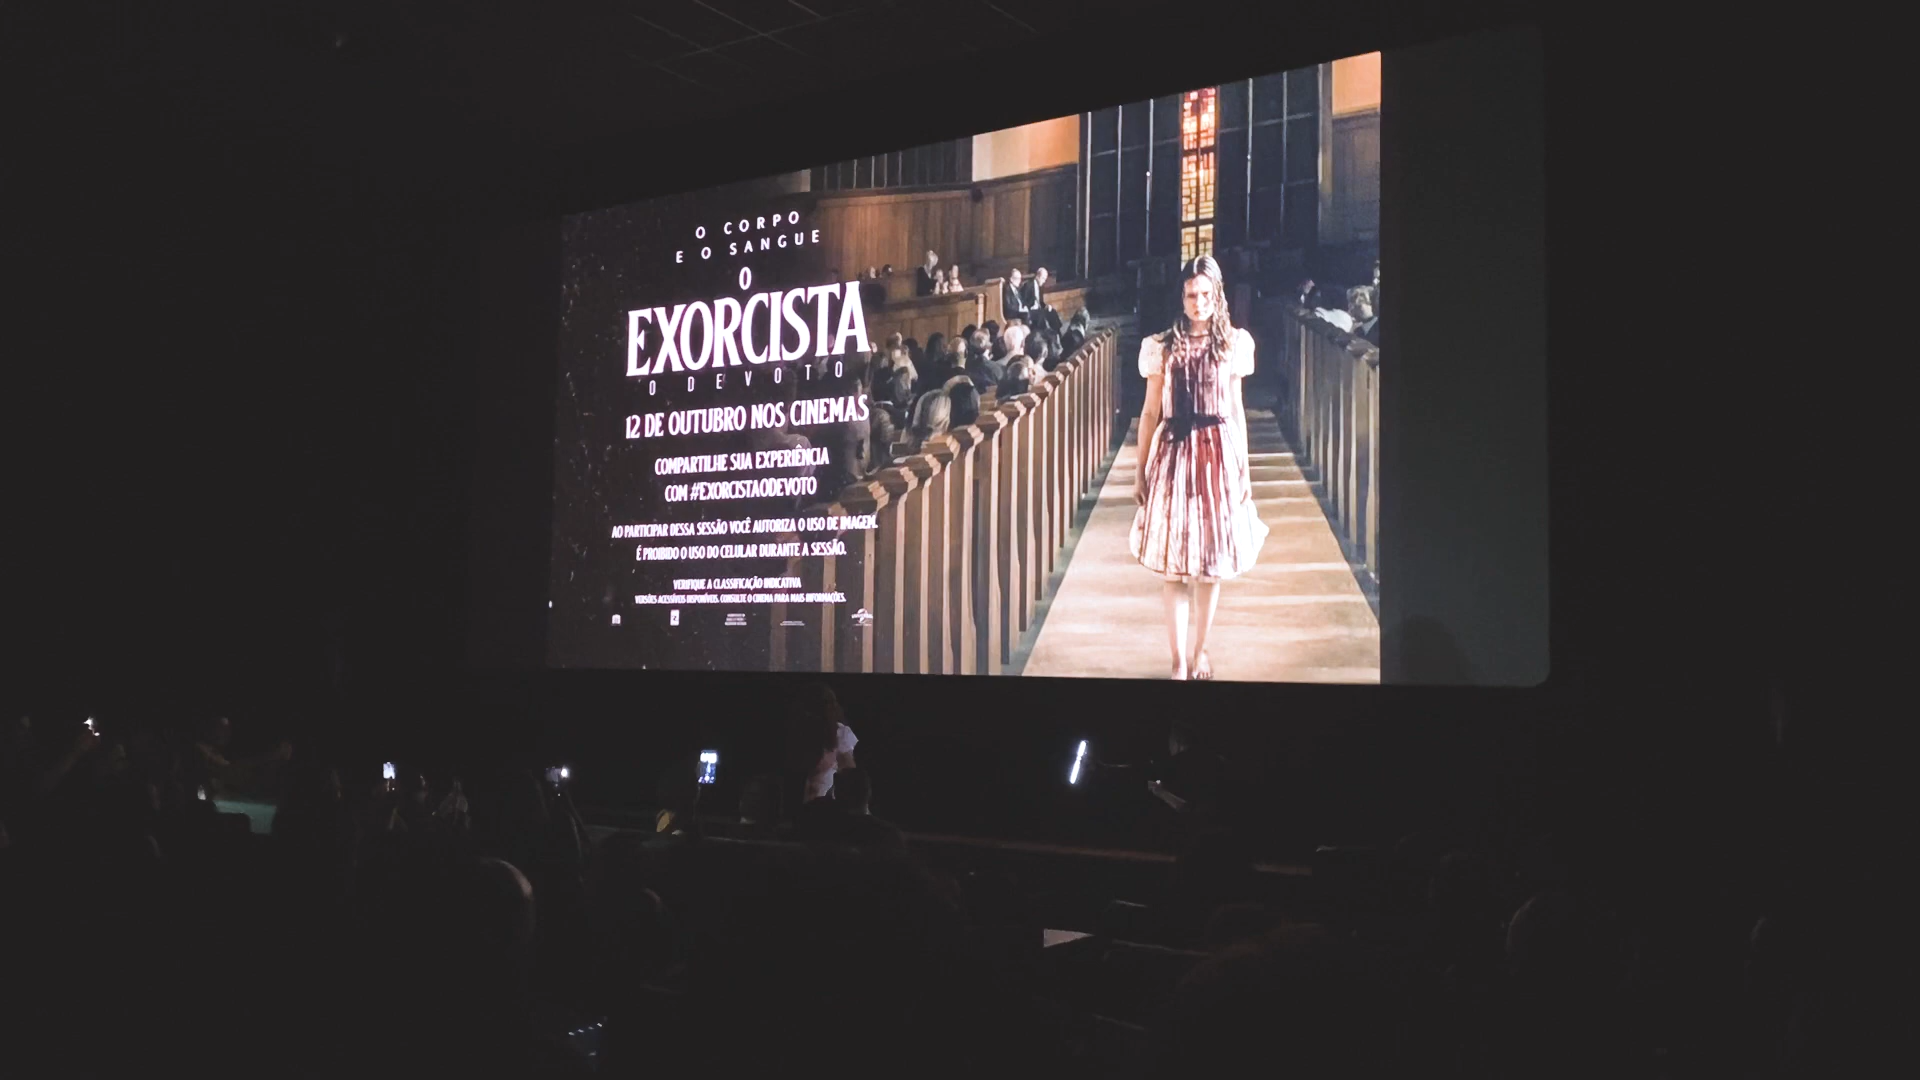 O CORPO
E O SANGUE
O
EXORCISTA
O DEVOTO
12 DE OUTUBRO NOS CINEMAS
COMPARTILHE SUA EXPERIÊNCIA
COM #EXORCISTAODEVOTO
AO PARTICIPAR DESSA SESSÃO VOCÊ AUTORIZA O USO DE IMAGEM.
É PROIBIDO O USO DO CELULAR DURANTE A SESSÃO.
VERIFIQUE A CLASSIFICAÇÃO INDICATIVA
VERSÕES ACESSÍVEIS DISPONÍVEIS. CONSULTE O CINEMA PARA MAIS INFORMAÇÕES.